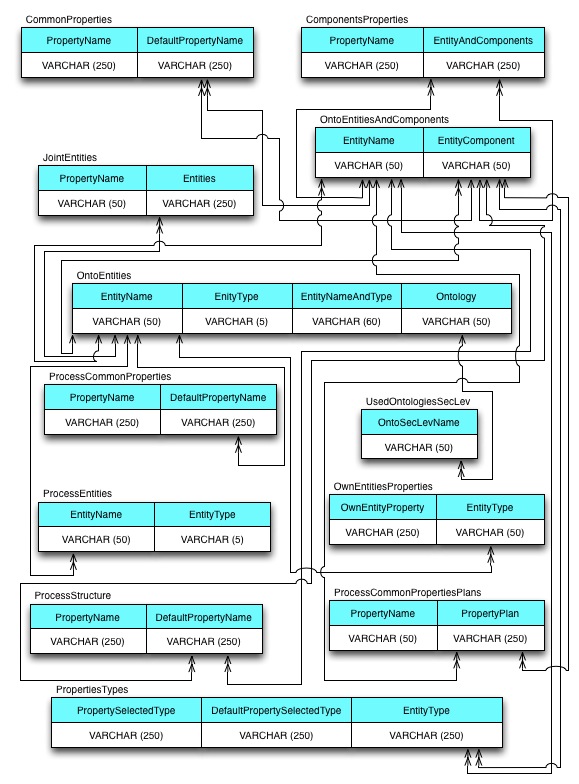 CommonProperties
PropertyName DefaultPropertyName
VARCHAR (250) VARCHAR (250)
ComponentsProperties
PropertyName EntityAndComponents
VARCHAR (250) VARCHAR (250)
OntoEntitiesAndComponents
EntityName EntityComponent
VARCHAR (50) VARCHAR (50)
JointEntities
PropertyName Entities
VARCHAR (50) VARCHAR (250)
OntoEntities
EntityName EnityType EntityNameAndType Ontology
VARCHAR (50) VARCHAR (5) VARCHAR (60) VARCHAR (50)
ProcessCommonProperties
PropertyName DefaultPropertyName
VARCHAR (250) VARCHAR (250)
UsedOntologiesSecLev
OntoSecLevName
VARCHAR (50)
ProcessEntities
EntityName EntityType
VARCHAR (50) VARCHAR (5)
OwnEntitiesProperties
OwnEntityProperty EntityType
VARCHAR (250) VARCHAR (50)
ProcessStructure
PropertyName DefaultPropertyName
VARCHAR (250) VARCHAR (250)
ProcessCommonPropertiesPlans
PropertyName PropertyPlan
VARCHAR (50) VARCHAR (250)
PropertiesTypes
PropertySelectedType DefaultPropertySelectedType EntityType
VARCHAR (250) VARCHAR (250) VARCHAR (250)